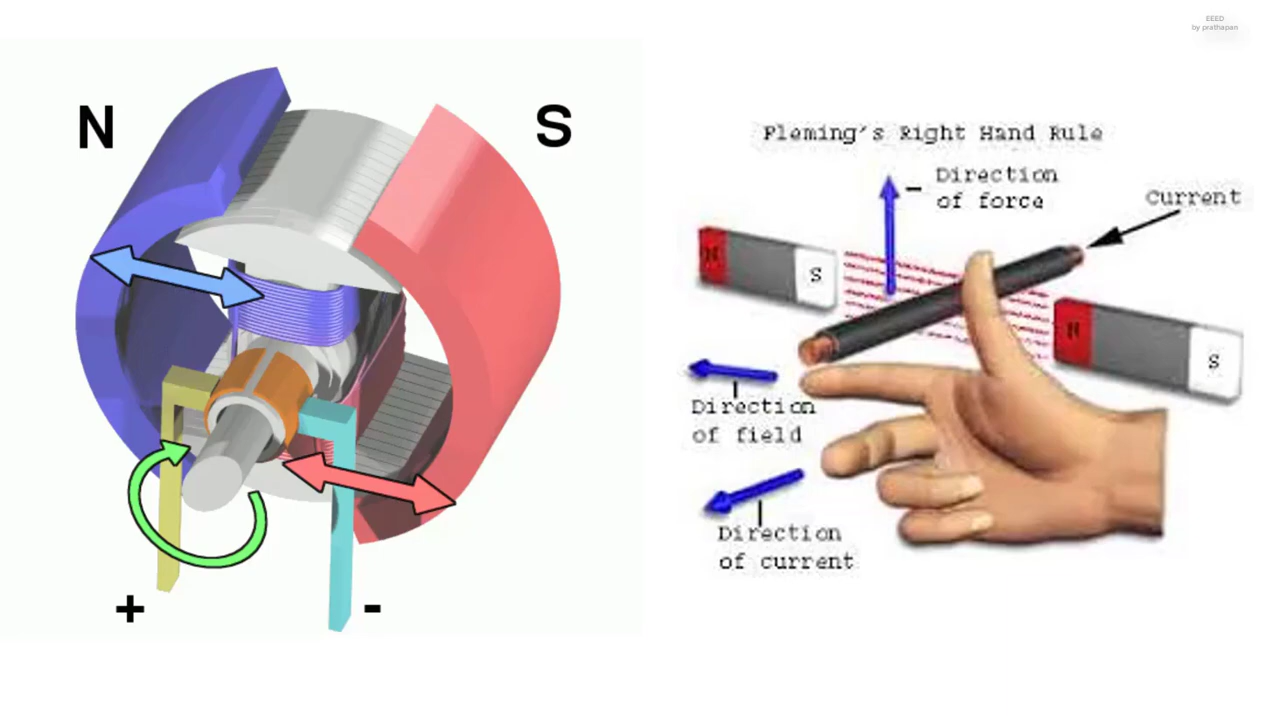 EEED
by prathapan
N
S
+
-
Fleming's Right Hand Rule
Direction
of force
Current
N
S
N
S
Direction
of field
Direction
of current